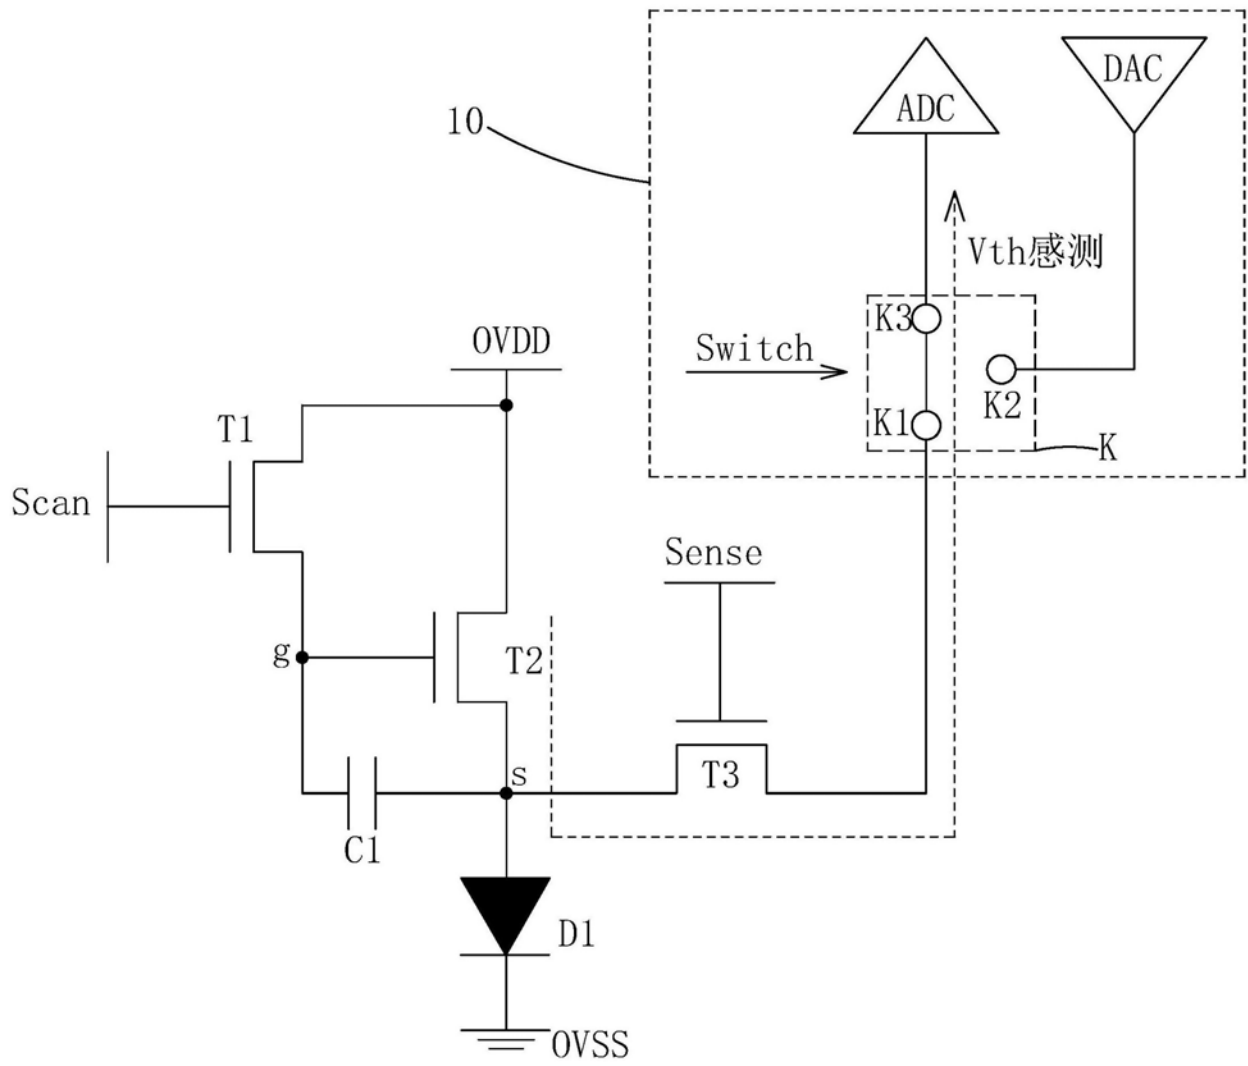 DAC
ADC
10
Vth感测
K3
OVDD
Switch
K2
K1
T1
K
Scan
Sense
g
T2
s
T3
C1
D1
OVSS